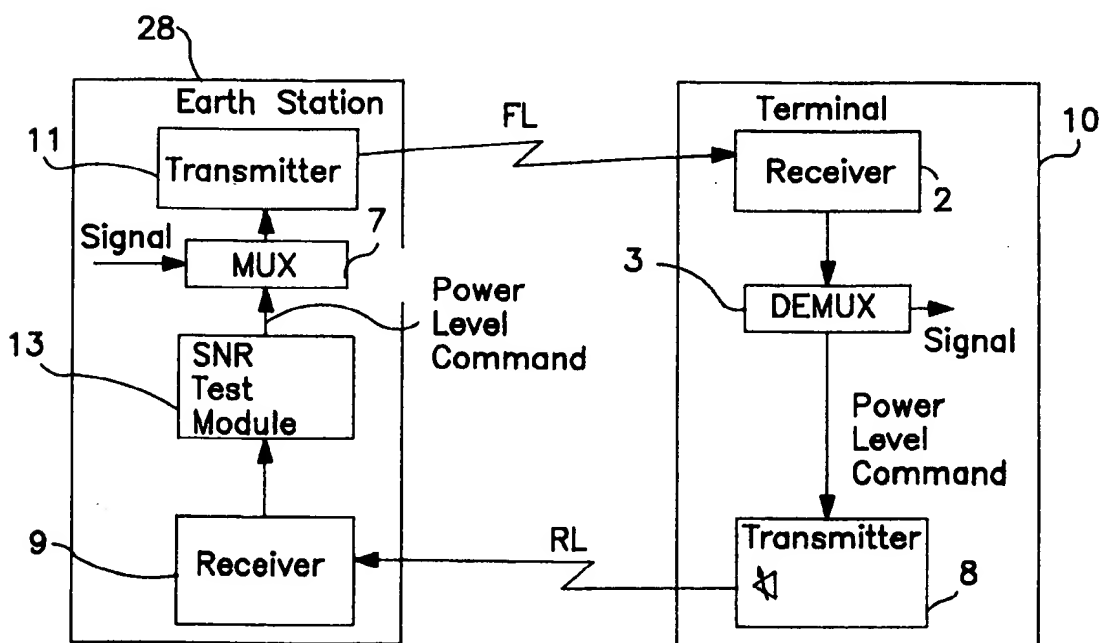 28
Earth Station
11
Transmitter
FL
Terminal
10
Receiver
2
Signal
7
MUX
3
DEMUX
Signal
Power
Level
Command
13
SNR
Test
Module
Power
Level
Command
9
Receiver
RL
Transmitter
8